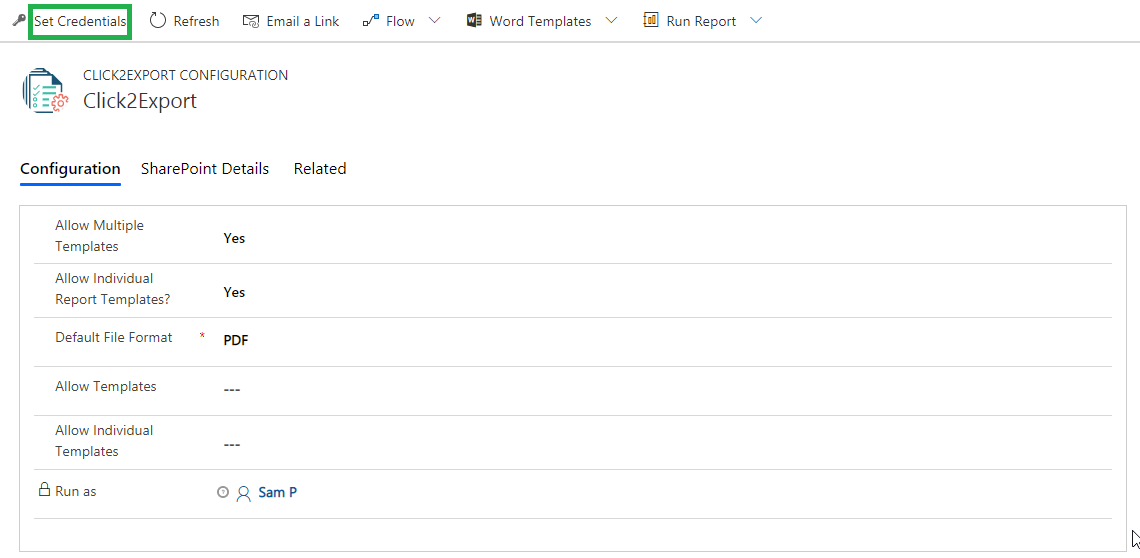 Set Credentials Refresh Email a Link Flow Word Templates Run Report
CLICK2EXPORT CONFIGURATION
Click2Export
Configuration SharePoint Details Related
Allow Multiple
Templates
Yes
Allow Individual
Report Templates?
Yes
Default File Format * PDF
Allow Templates ---
Allow Individual
Templates
---
Run as Sam P